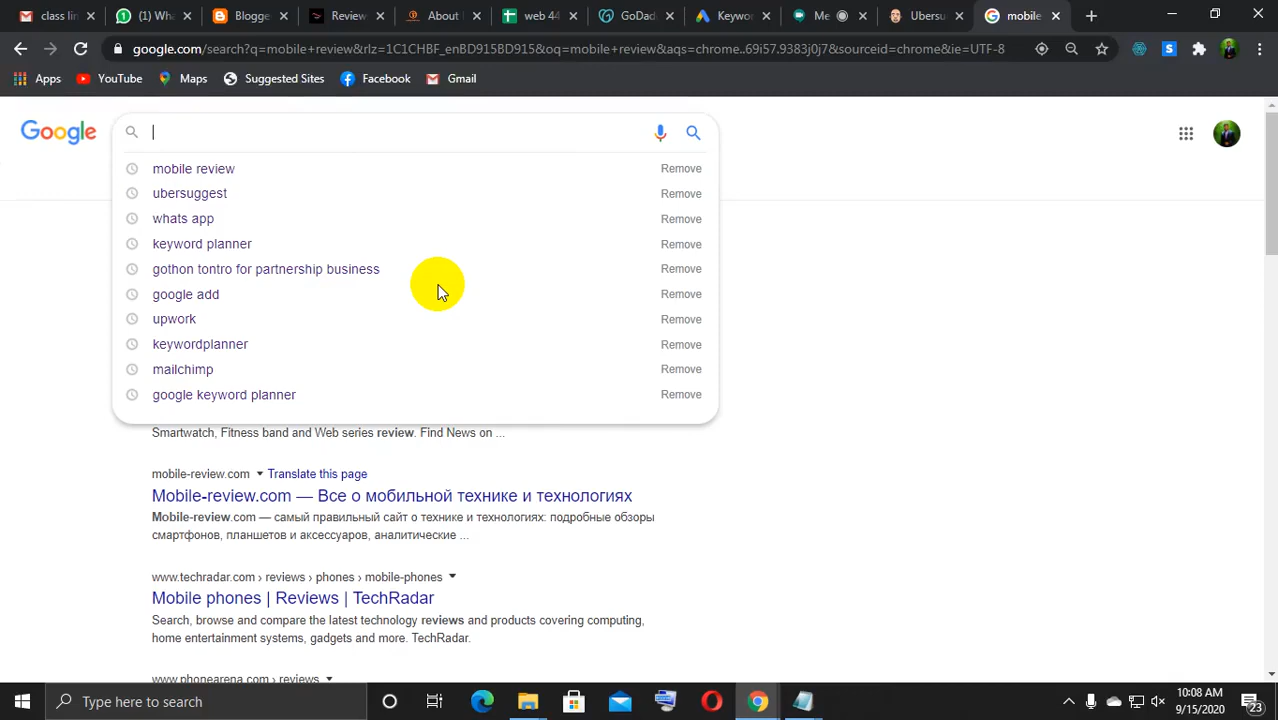 class lin
(1) Wha
Blogge
Review
About
web 44
GoDad
Keywor
Me
Ubersu
mobile
google.com/search?q=mobile+review&rlz=1C1CHBF_enBD915BD915&oq=mobile+review&aqs=chrome..69i57.9383j0j7&sourceid=chrome&ie=UTF-8
Apps
YouTube
Maps
Suggested Sites
Facebook
Gmail
Google
mobile review Remove
ubersuggest Remove
whats app Remove
keyword planner Remove
gothon tontro for partnership business Remove
google add Remove
upwork Remove
keywordplanner Remove
mailchimp Remove
google keyword planner Remove
Smartwatch, Fitness band and Web series review. Find News on ...
mobile-review.com Translate this page
Mobile-review.com — Все о мобильной технике и технологиях
Mobile-review.com — самый правильный сайт о технике и технологиях: подробные обзоры
смартфонов, планшетов и аксессуаров, аналитические ...
www.techradar.com › reviews › phones › mobile-phones
Mobile phones | Reviews | TechRadar
Search, browse and compare the latest technology reviews and products covering computing,
home entertainment systems, gadgets and more. TechRadar.
www.phonearena.com › reviews
Type here to search
10:08 AM
9/15/2020
23